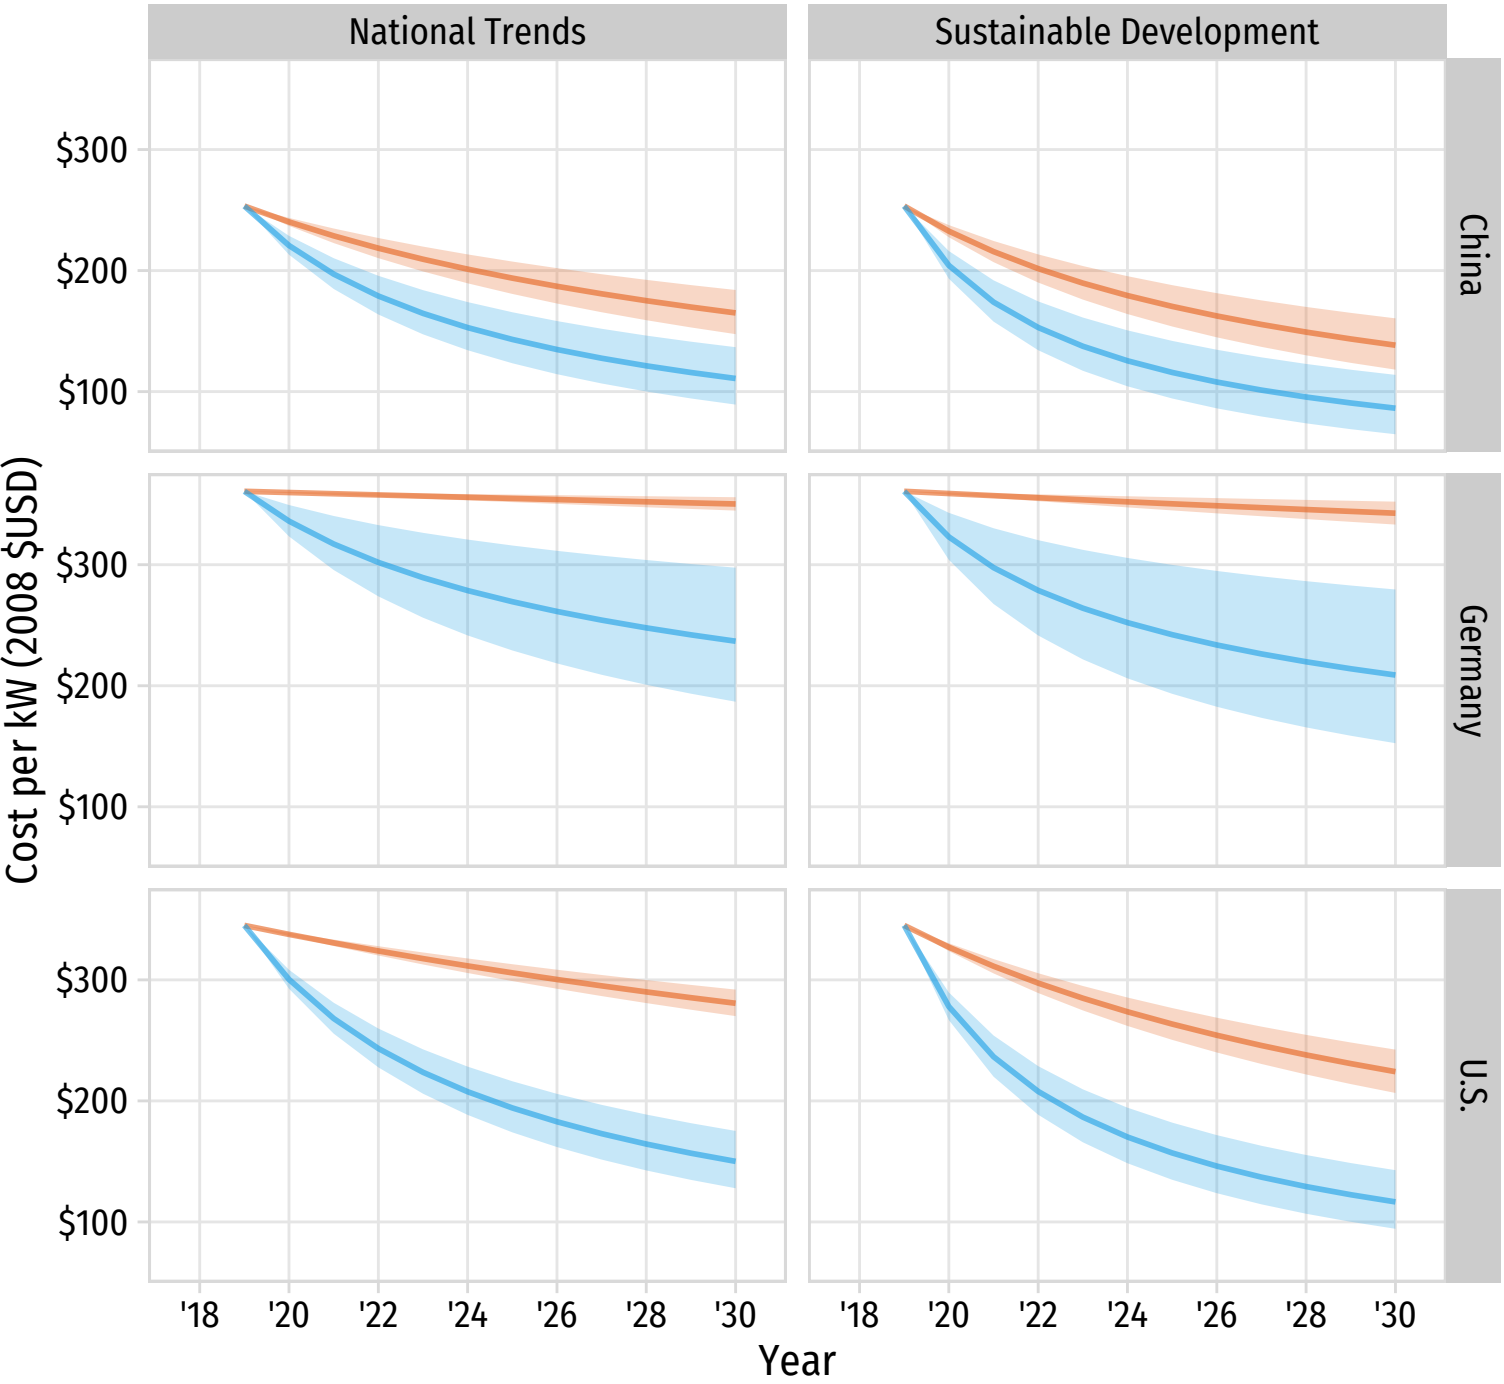 National Trends
Sustainable Development
$300
$200
$100
China
Cost per kW (2008 $USD)
$300
$200
$100
Germany
$300
$200
$100
U.S.
'18 '20 '22 '24 '26 '28 '30
'18 '20 '22 '24 '26 '28 '30
Year